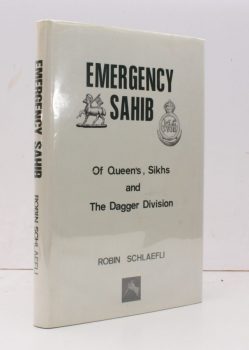 EMERGENCY
SAHIB
Of Queen's, Sikhs
and
The Dagger Division
ROBIN SCHLAEFLI
EMERGENCY SAHIB
ROBIN SCHLAEFLI